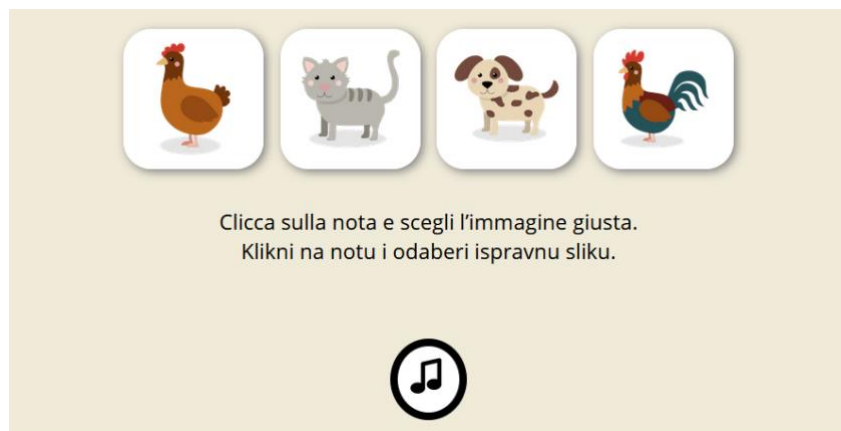 Clicca sulla nota e scegli l’immagine giusta.
Klikni na notu i odaberi ispravnu sliku.